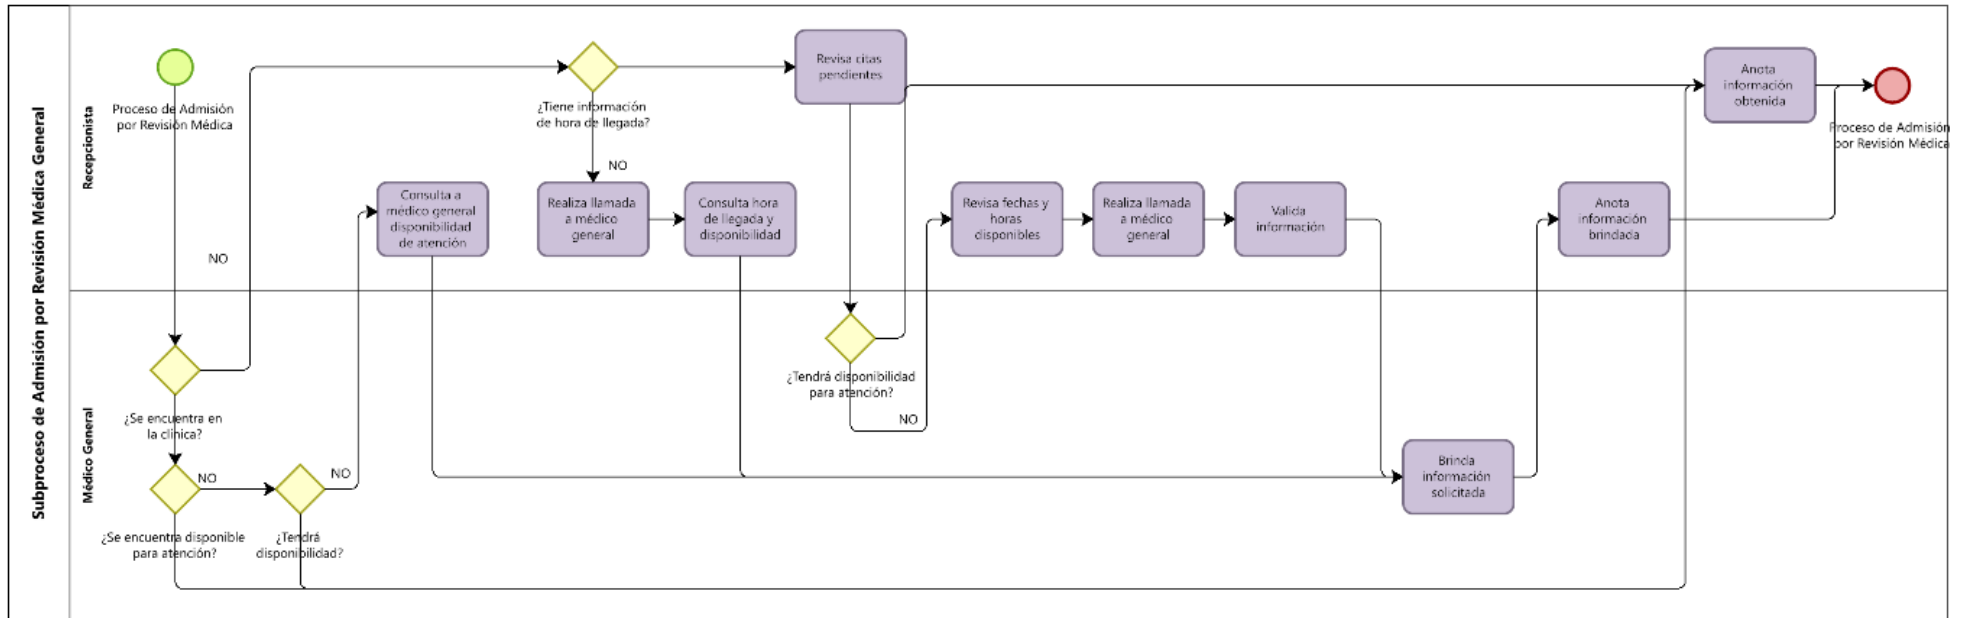 Subproceso de Admisión por Revisión Médica General
Recepcionista
Proceso de Admisión
por Revisión Médica
NO
¿Tiene información
de hora de llegada?
NO
Revisa citas
pendientes
Anota
información
obtenida
Proceso de Admisión
por Revisión Médica
Consulta a
médico general
disponibilidad
de atención
Realiza llamada
a médico
general
Consulta hora
de llegada y
disponibilidad
Revisa fechas y
horas
disponibles
Realiza llamada
a médico
general
Valida
información
Anota
información
brindada
Médico General
¿Se encuentra en
la clínica?
¿Tendrá disponibilidad
para atención?
NO
NO
NO
¿Se encuentra disponible
para atención?
¿Tendrá
disponibilidad?
Brinda
información
solicitada